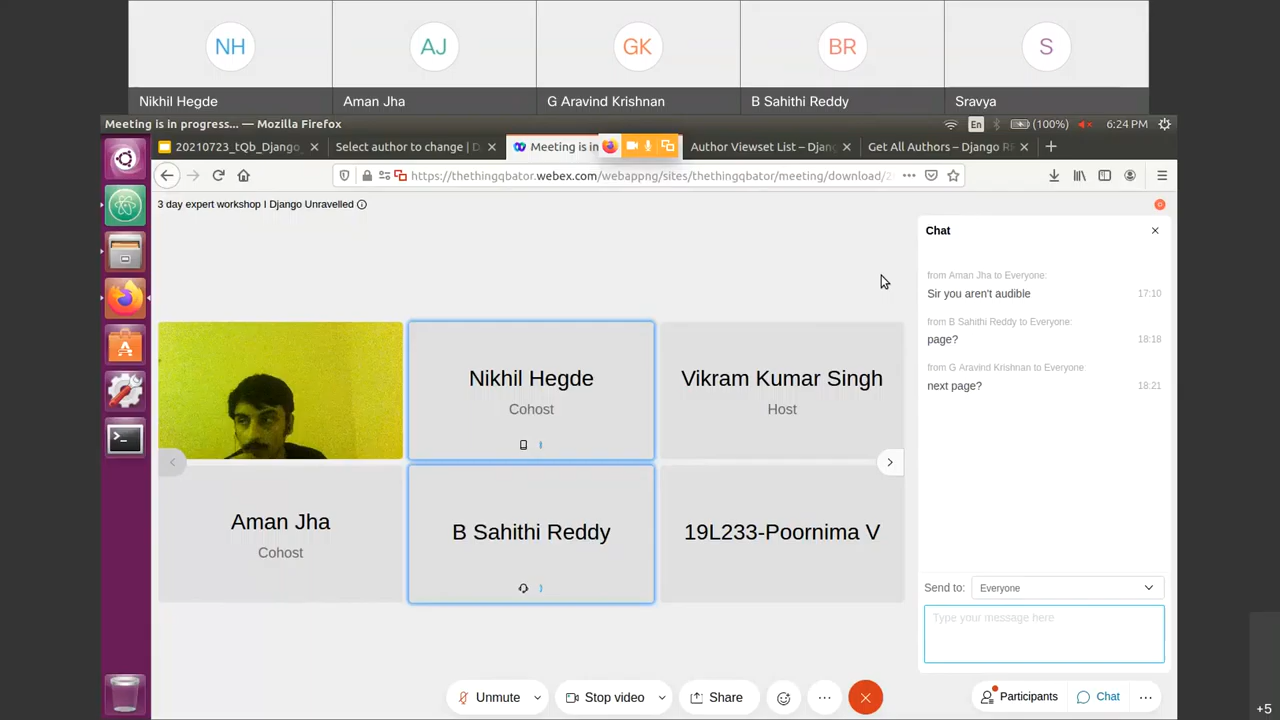 NH
AJ
GK
BR
S
Nikhil Hegde
Aman Jha
G Aravind Krishnan
B Sahithi Reddy
Sravya
Meeting is in progress... — Mozilla Firefox
En
(100%)
6:24 PM
20210723_tQb_Django_
Select author to change | D
Meeting is in
Author Viewset List – Djang
Get All Authors – Django R
https://thethingqbator.webex.com/webappng/sites/thethingqbator/meeting/download/2
3 day expert workshop I Django Unravelled
Chat
from Aman Jha to Everyone:
Sir you aren't audible 17:10
from B Sahithi Reddy to Everyone:
page? 18:18
from G Aravind Krishnan to Everyone
next page? 18:21
Nikhil Hegde
Cohost
Vikram Kumar Singh
Host
Aman Jha
Cohost
B Sahithi Reddy
19L233-Poornima V
Send to: Everyone
Type your message here
Unmute
Stop video
Share
Participants
Chat
+5